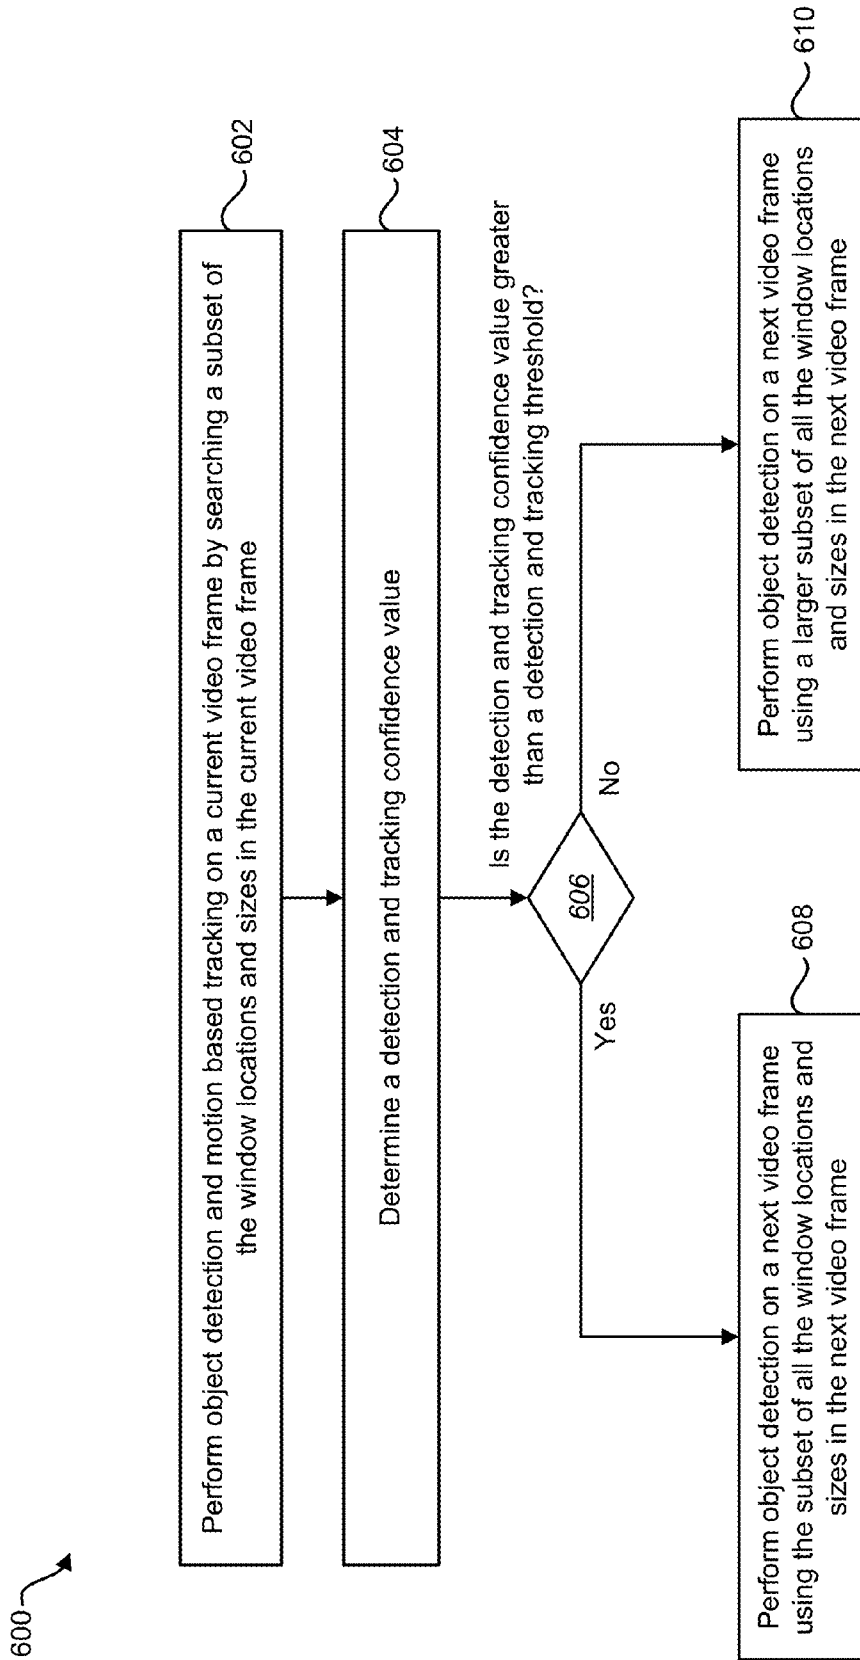 600
602
Perform object detection and motion based tracking on a current video frame by searching a subset of
the window locations and sizes in the current video frame
604
Determine a detection and tracking confidence value
Is the detection and tracking confidence value greater
than a detection and tracking threshold?
606
Yes
No
608
Perform object detection on a next video frame
using the subset of all the window locations and
sizes in the next video frame
610
Perform object detection on a next video frame
using a larger subset of all the window locations
and sizes in the next video frame